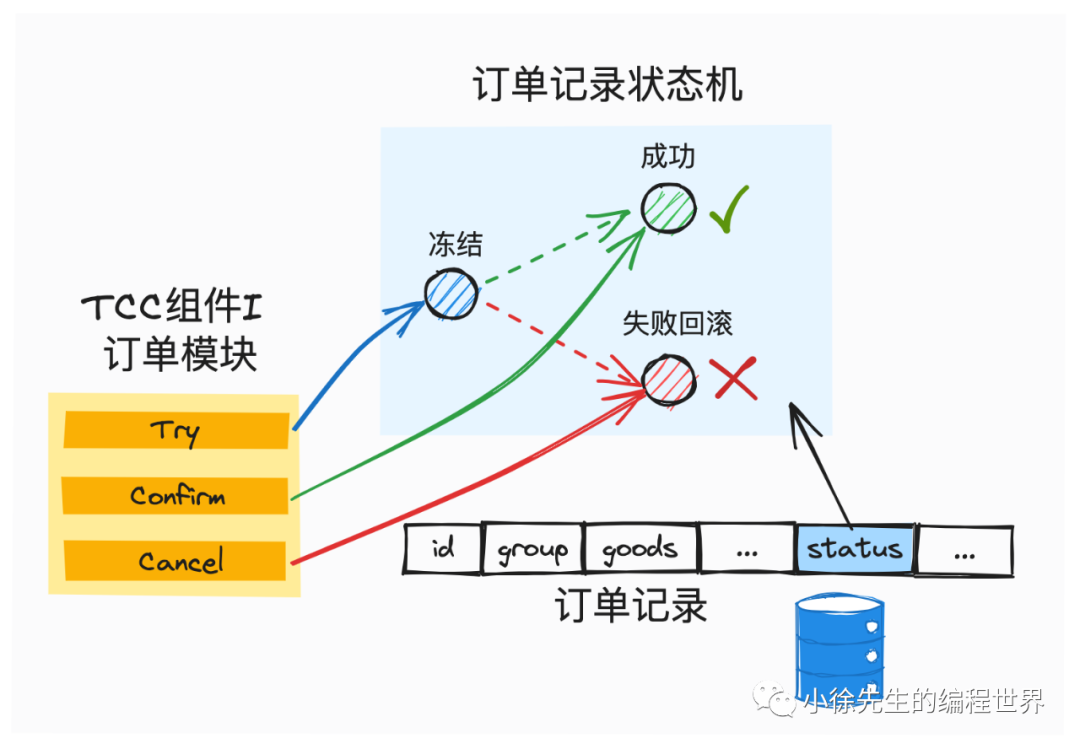 订单记录状态机
成功
冻结
失败回滚
TCC组件I
订单模块
Try
Confirm
Cancel
id group goods ... status ...
订单记录
小徐先生的编程世界